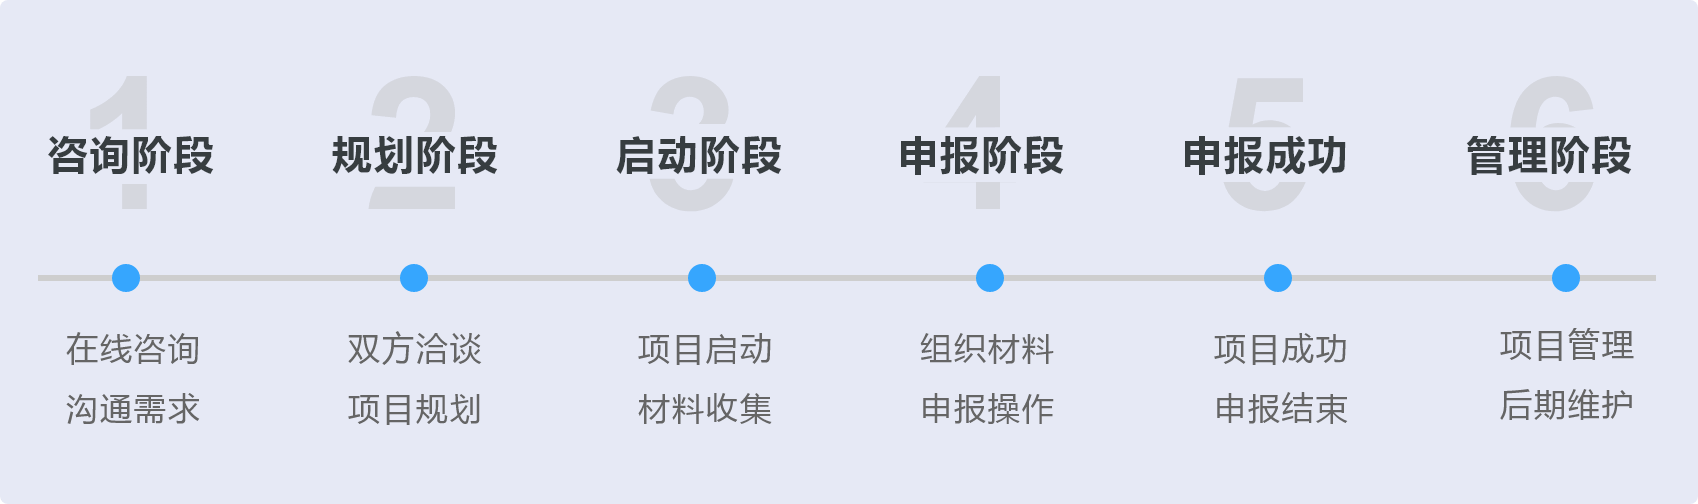 1
咨询阶段
在线咨询
沟通需求
2
规划阶段
双方洽谈
项目规划
3
启动阶段
项目启动
材料收集
4
申报阶段
组织材料
申报操作
5
申报成功
项目成功
申报结束
6
管理阶段
项目管理
后期维护